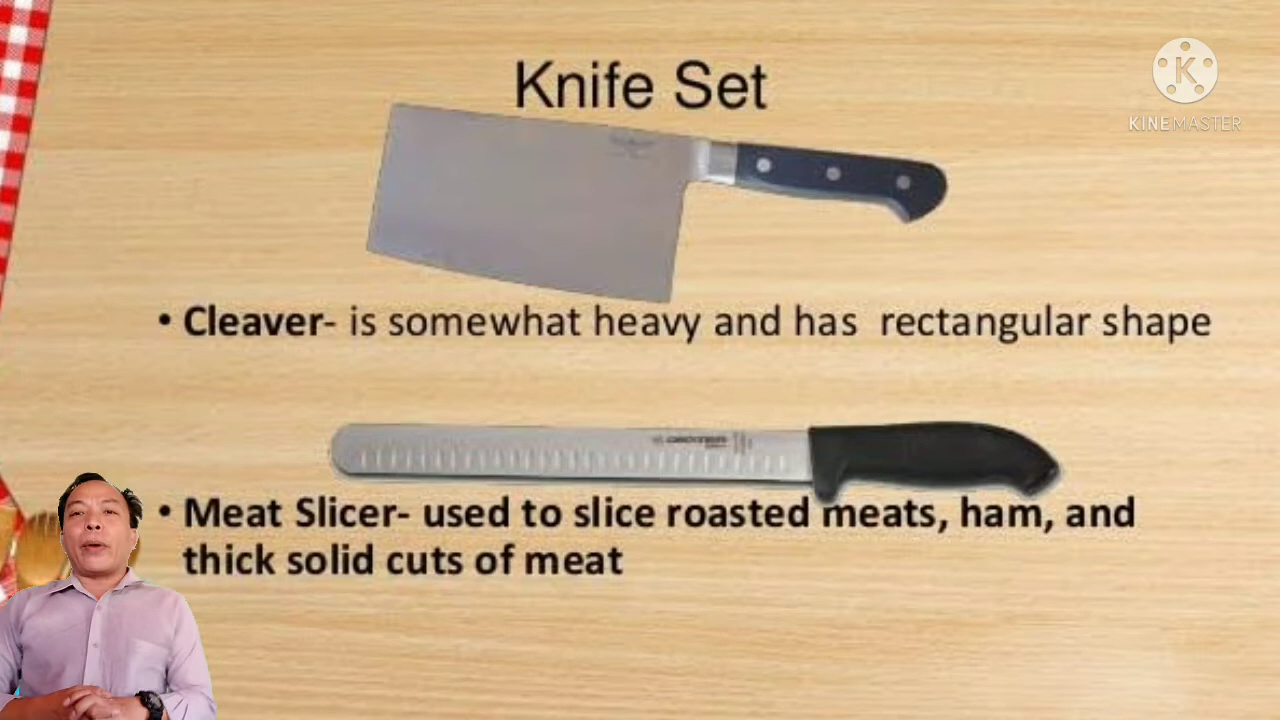 Knife Set
K
KINEMASTER
• Cleaver- is somewhat heavy and has rectangular shape
• Meat Slicer- used to slice roasted meats, ham, and
thick solid cuts of meat